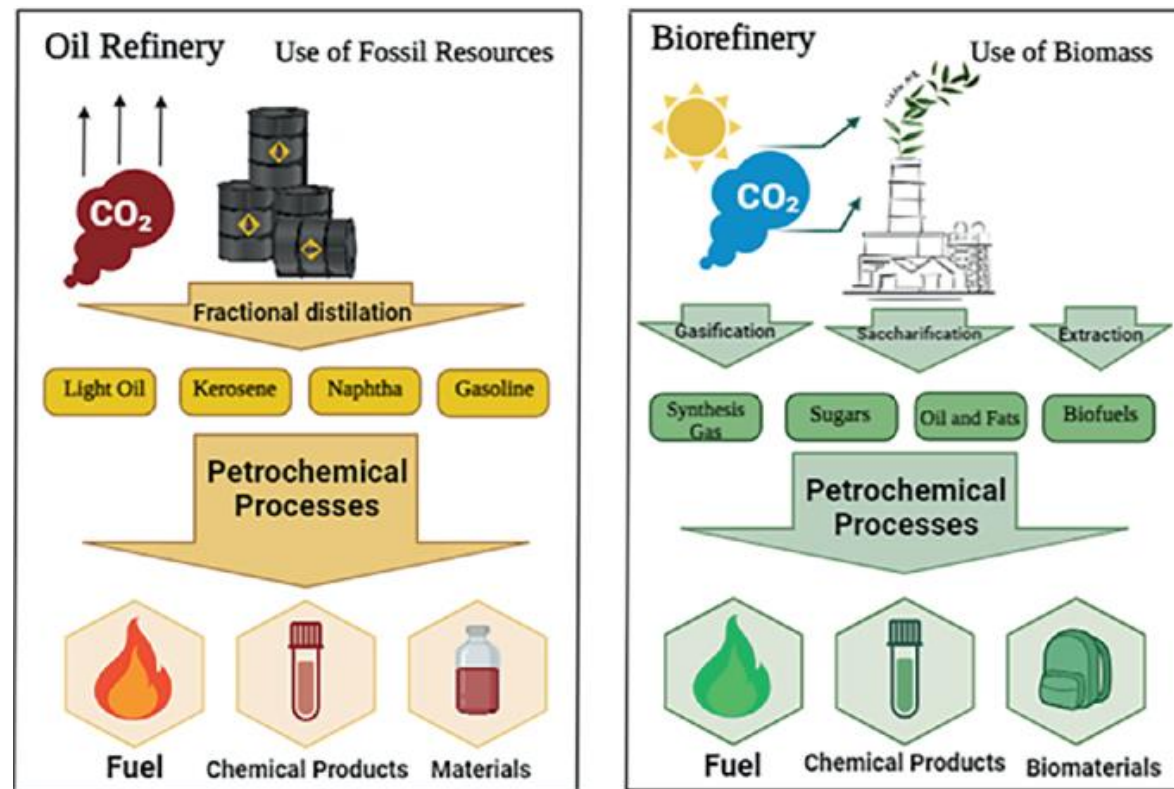 Oil Refinery
Use of Fossil Resources
CO₂
Fractional distilation
Light Oil
Kerosene
Naphtha
Gasoline
Petrochemical
Processes
Fuel
Chemical Products
Materials
Biorefinery
Use of Biomass
CO₂
Gasification
Saccharification
Extraction
Synthesis
Gas
Sugars
Oil and Fats
Biofuels
Petrochemical
Processes
Fuel
Chemical Products
Biomaterials